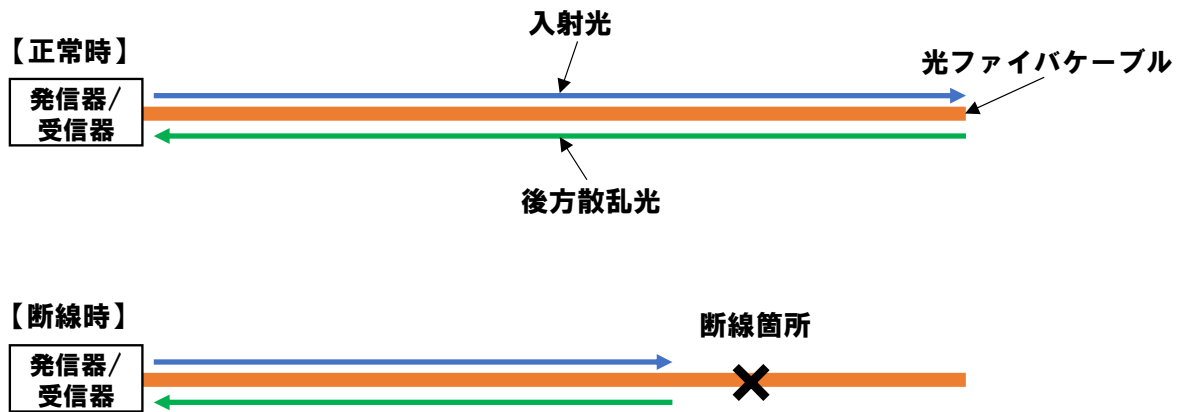 入射光
【正常時】
光ファイバケーブル
発信器/
受信器
後方散乱光
【断線時】
断線箇所
発信器/
受信器